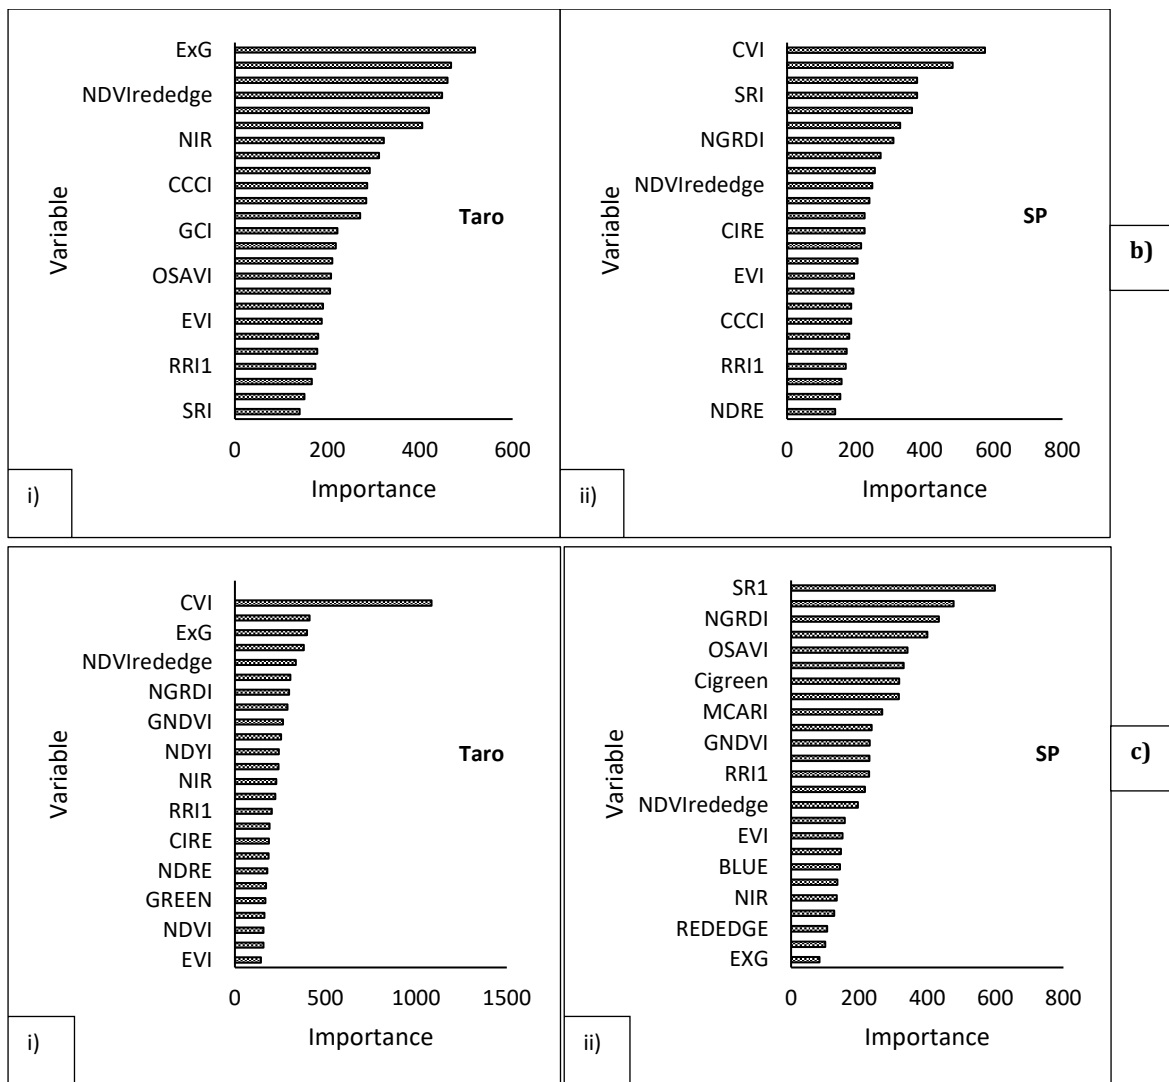 ExG
NDVIrededge
NIR
CCCI
GCI
OSAVI
EVI
RRI1
SRI
Variable
Taro
0 200 400 600
Importance
i)
CVI
SRI
NGRDI
NDVIrededge
CIRE
EVI
CCCI
RRI1
NDRE
Variable
SP
0 200 400 600 800
Importance
ii)
b)
CVI
ExG
NDVIrededge
NGRDI
GNDVI
NDYI
NIR
RRI1
CIRE
NDRE
GREEN
NDVI
EVI
Variable
Taro
0 500 1000 1500
Importance
i)
SR1
NGRDI
OSAVI
Cigreen
MCARI
GNDVI
RRI1
NDVIrededge
EVI
BLUE
NIR
REDEDGE
EXG
Variable
SP
0 200 400 600 800
Importance
ii)
c)